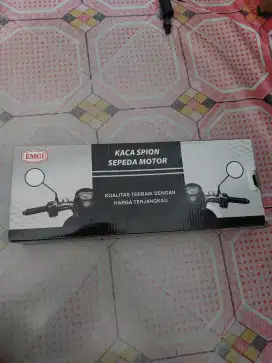 EMGI
KACA SPION
SEPEDA MOTOR
KUALITAS TERBAIK DENGAN
HARGA TERJANGKAU